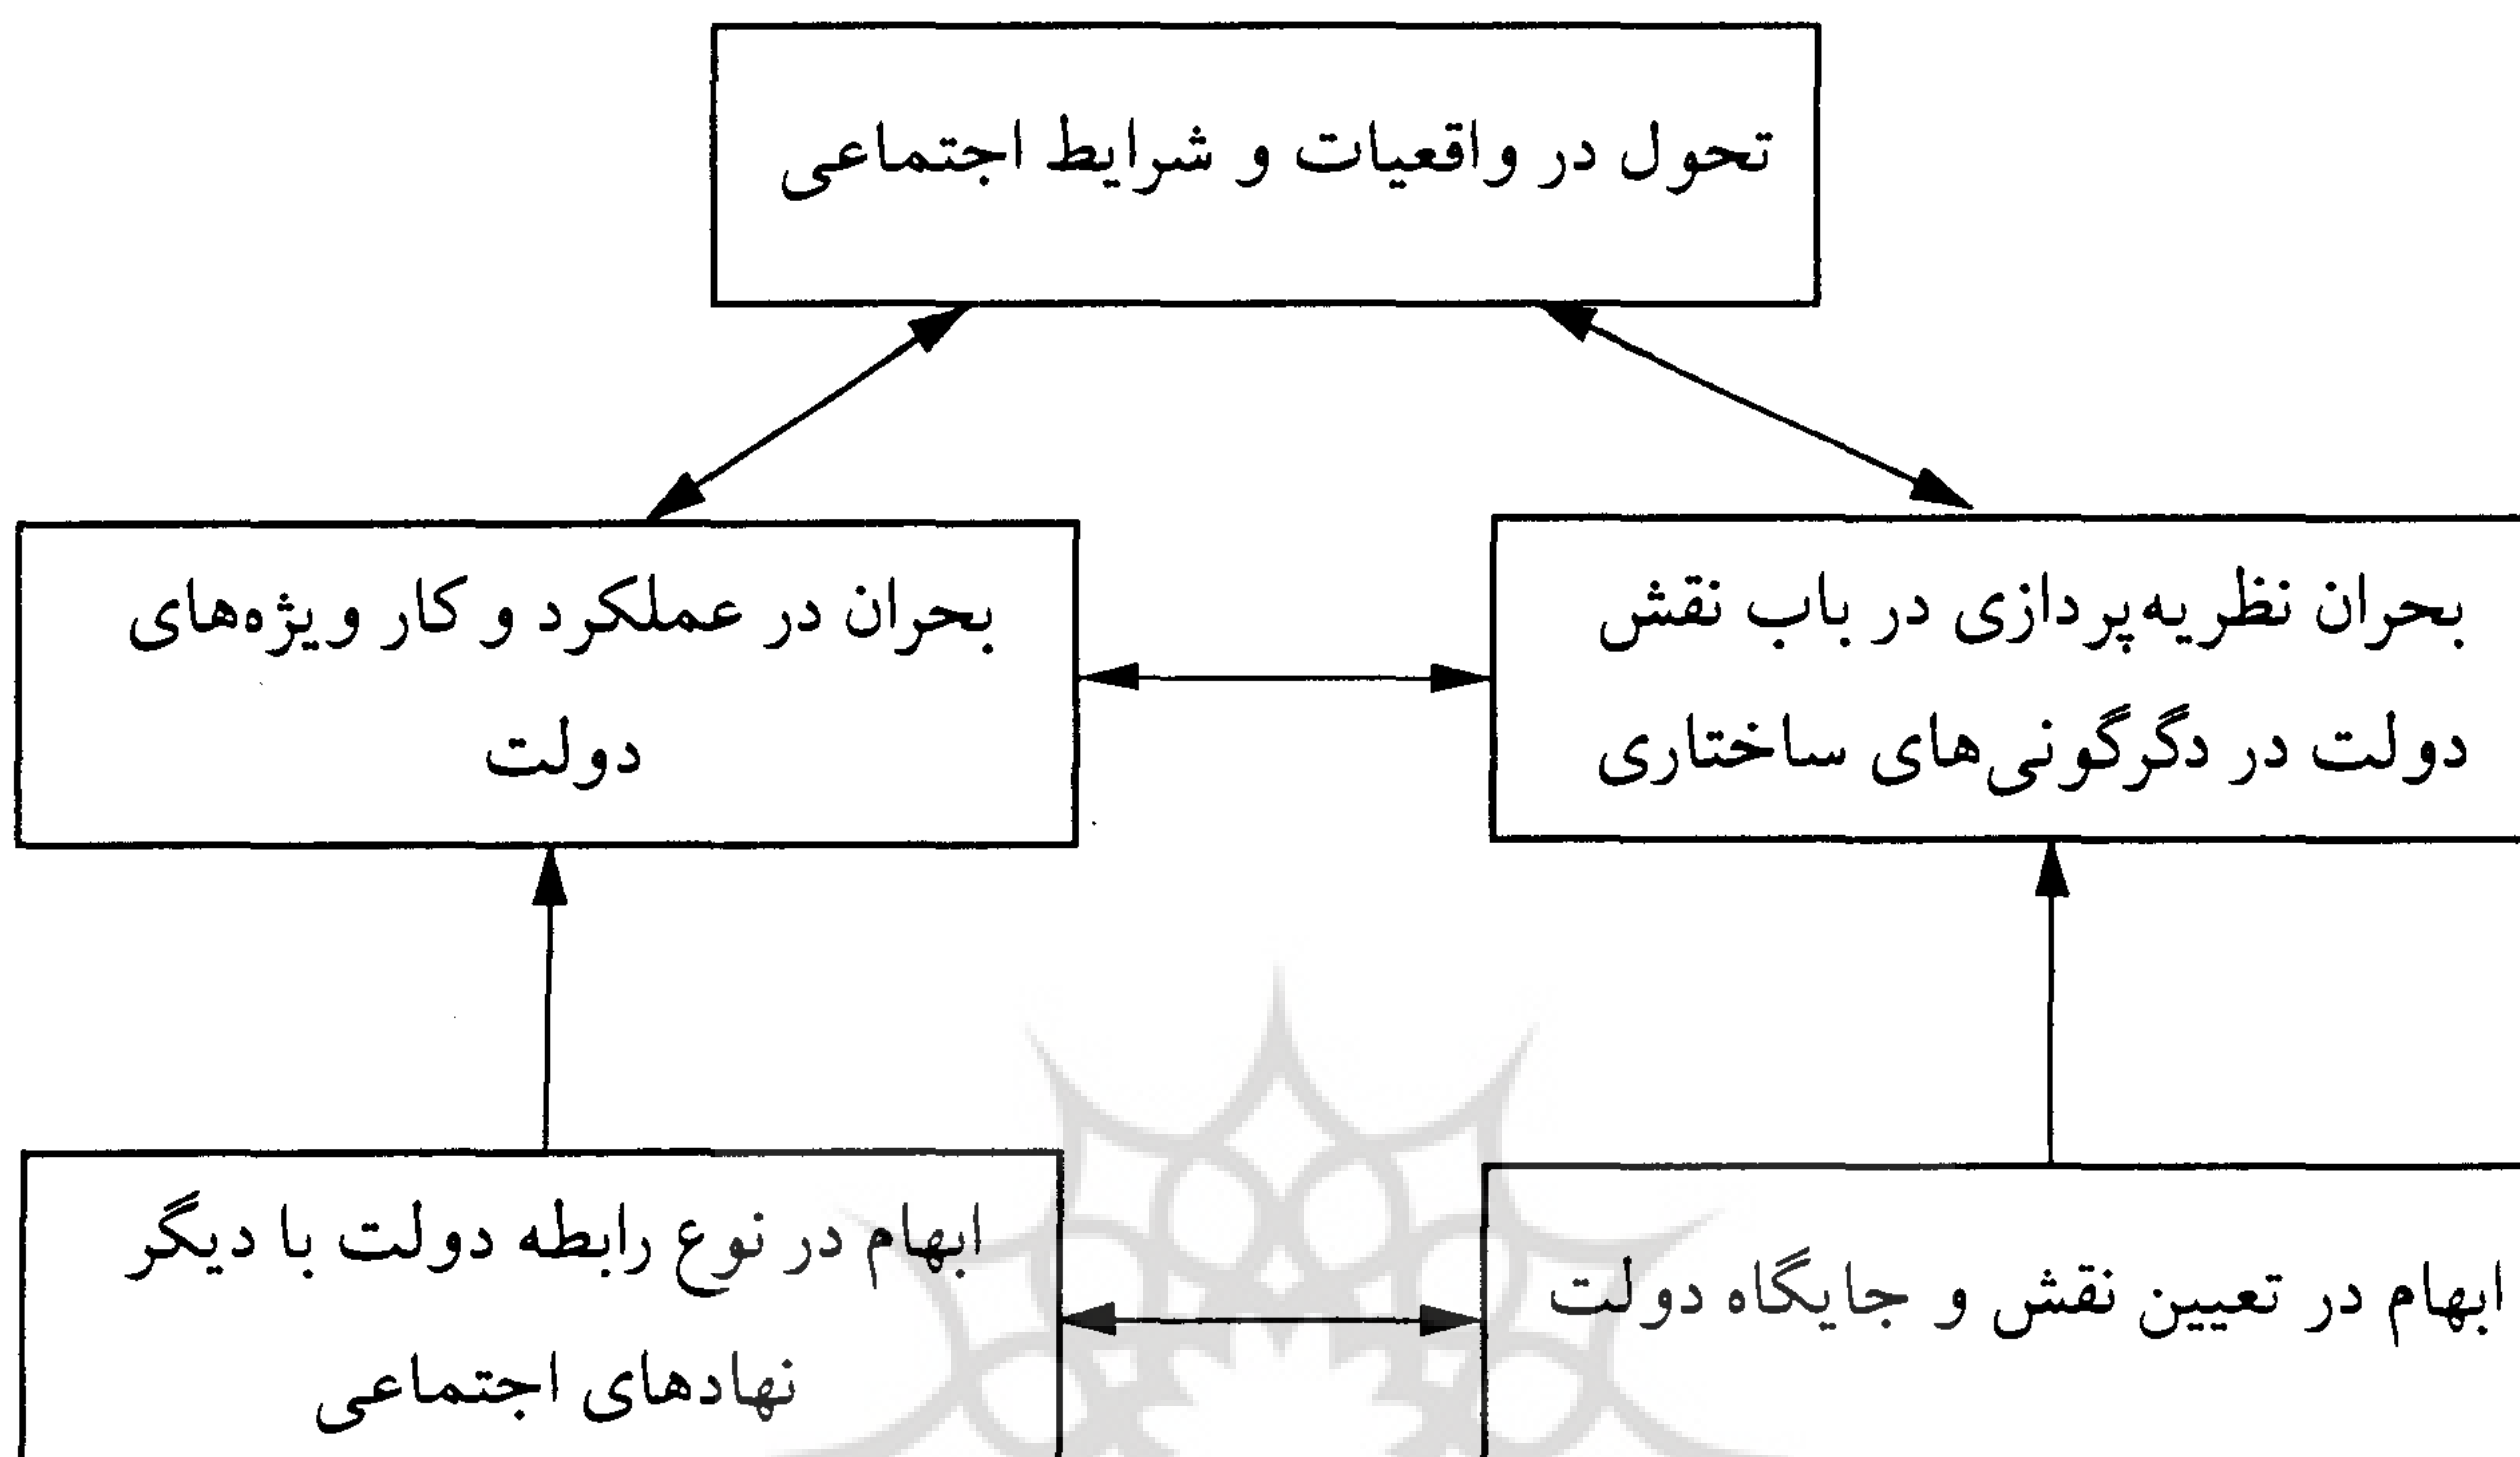 تحول در واقعیات و شرایط اجتماعی
بحران نظریه‌پردازی در باب نقش
دولت در دگرگونی‌های ساختاری
بحران در عملکرد و کار ویژه‌های
دولت
ابهام در تعیین نقش و جایگاه دولت
ابهام در نوع رابطه دولت با دیگر
نهادهای اجتماعی